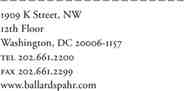 1909 K Street, NW
12th Floor
Washington, DC 20006-1157
TEL 202.661.2200
FAX 202.661.2299
www.ballardspahr.com